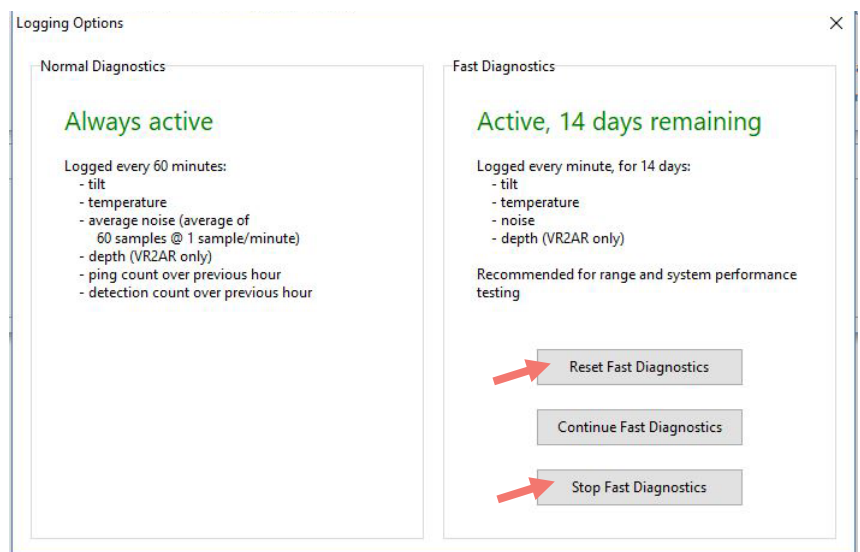 Logging Options
Normal Diagnostics
Always active
Logged every 60 minutes:
- tilt
- temperature
- average noise (average of
60 samples @ 1 sample/minute)
- depth (VR2AR only)
- ping count over previous hour
- detection count over previous hour
Fast Diagnostics
Active, 14 days remaining
Logged every minute, for 14 days:
- tilt
- temperature
- noise
- depth (VR2AR only)
Recommended for range and system performance
testing
Reset Fast Diagnostics
Continue Fast Diagnostics
Stop Fast Diagnostics